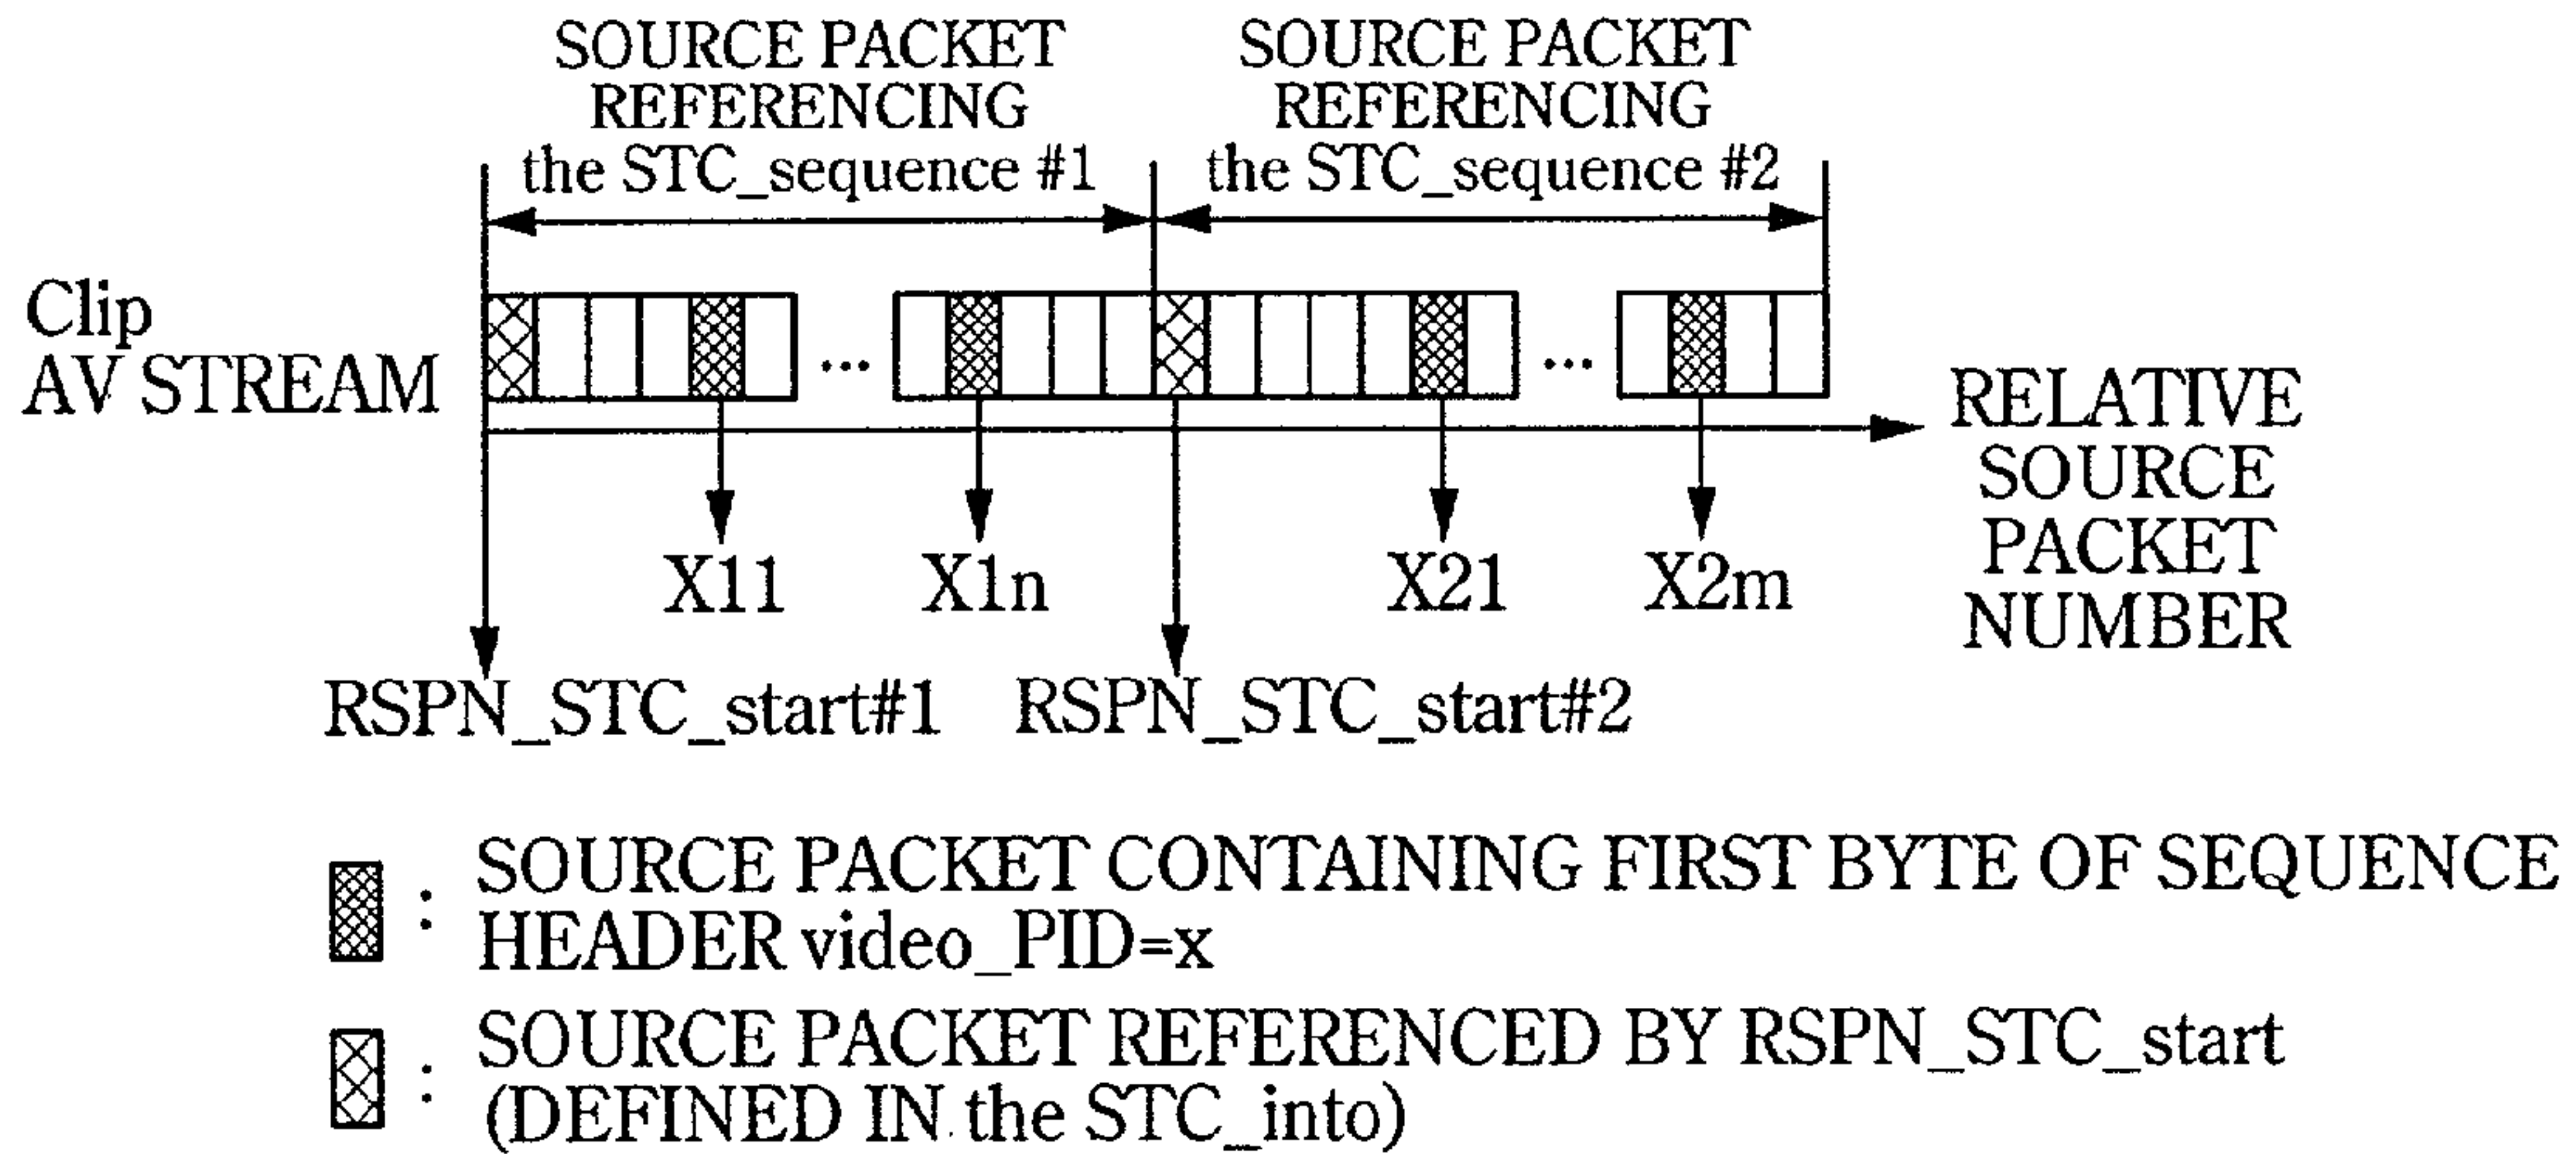 SOURCE PACKET
REFERENCING
the STC_sequence #1
SOURCE PACKET
REFERENCING
the STC_sequence #2
Clip
AV STREAM
...
...
RELATIVE
SOURCE
PACKET
NUMBER
X11
X1n
X21
X2m
RSPN_STC_start#1
RSPN_STC_start#2
: SOURCE PACKET CONTAINING FIRST BYTE OF SEQUENCE
HEADER video_PID=x
: SOURCE PACKET REFERENCED BY RSPN_STC_start
(DEFINED IN the STC_into)